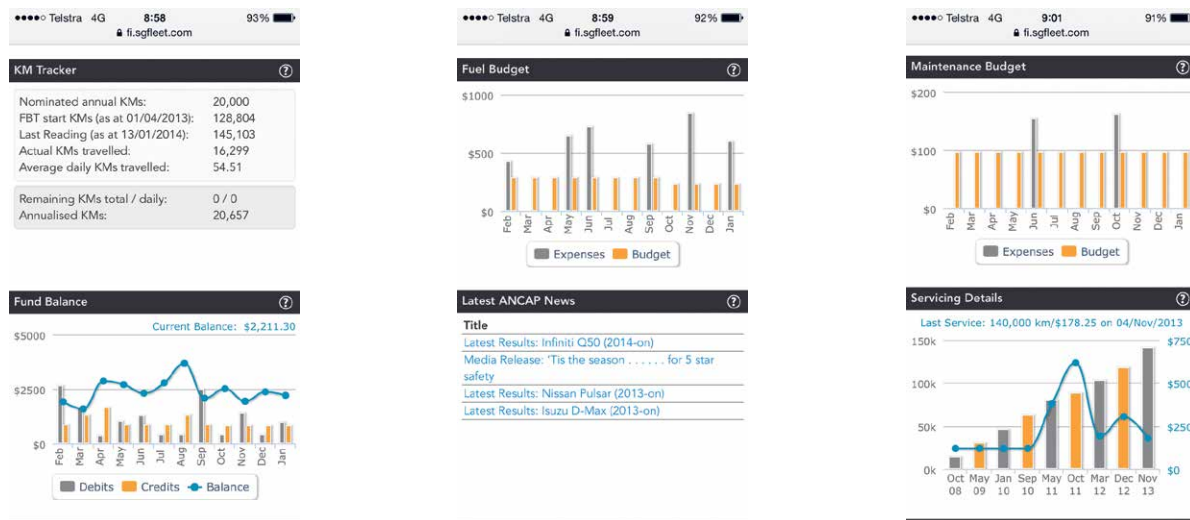 Telstra 4G 8:58 93%
fi.sgfleet.com
KM Tracker ?
Nominated annual KMs: 20,000
FBT start KMs (as at 01/04/2013): 128,804
Last Reading (as at 13/01/2014): 145,103
Actual KMs travelled: 16,299
Average daily KMs travelled: 54.51
Remaining KMs total / daily: 0 / 0
Annualised KMs: 20,657
Fund Balance ?
Current Balance: $2,211.30
$5000
$2500
$0
Feb Mar Apr May Jun Jul Aug Sep Oct Nov Dec Jan
Debits Credits Balance
Telstra 4G 8:59 92%
fi.sgfleet.com
Fuel Budget ?
$1000
$500
$0
Feb Mar Apr May Jun Jul Aug Sep Oct Nov Dec Jan
Expenses Budget
Latest ANCAP News ?
Title
Latest Results: Infiniti Q50 (2014-on)
Media Release: 'Tis the season . . . . . . for 5 star
safety
Latest Results: Nissan Pulsar (2013-on)
Latest Results: Isuzu D-Max (2013-on)
Telstra 4G 9:01 91%
fi.sgfleet.com
Maintenance Budget ?
$200
$100
$0
Feb Mar Apr May Jun Jul Aug Sep Oct Nov Dec Jan
Expenses Budget
Servicing Details ?
Last Service: 140,000 km/$178.25 on 04/Nov/2013
150k $750
100k $500
50k $250
0k $0
Oct May Jan Sep May Oct Mar Dec Nov
08 09 10 10 11 11 12 12 13